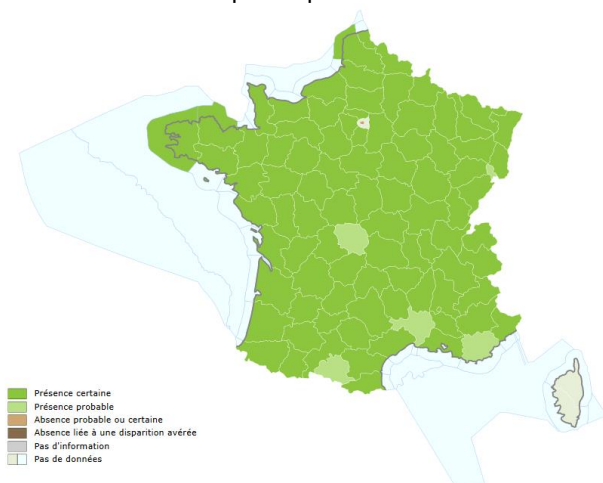 Présence certaine
Présence probable
Absence probable ou certaine
Absence liée à une disparition avérée
Pas d'information
Pas de données